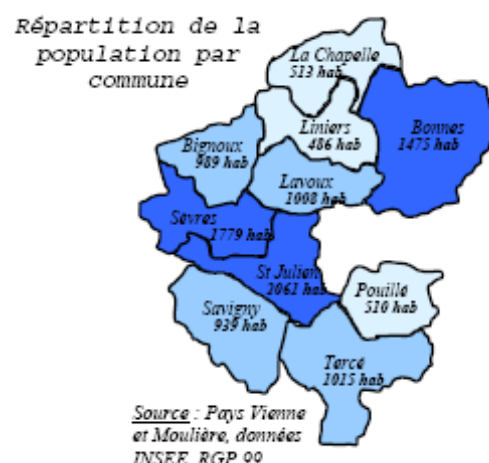 Répartition de la
population par
commune
La Chapelle
513 hab
Liniers
486 hab
Bonnes
1475 hab
Bignoux
989 hab
Lavoux
1008 hab
Sèvres
1779 hab
St Julien
2061 hab
Pouillé
510 hab
Savigny
939 hab
Tercé
1015 hab
Source : Pays Vienne
et Moulière, données
INSEE, RGP 99